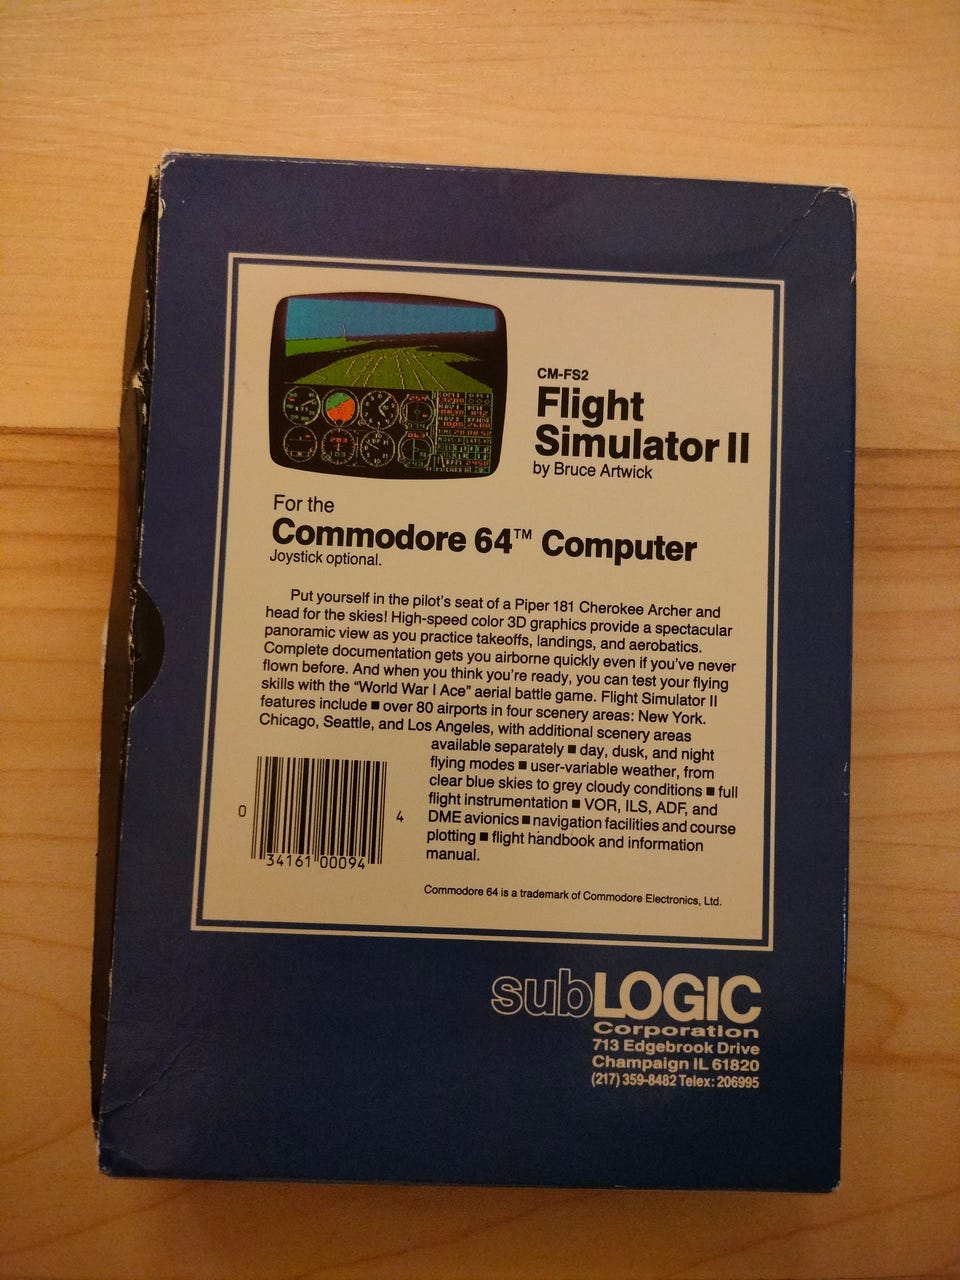 CM-FS2
Flight
Simulator II
by Bruce Artwick
For the
Commodore 64™ Computer
Joystick optional.
Put yourself in the pilot's seat of a Piper 181 Cherokee Archer and
head for the skies! High-speed color 3D graphics provide a spectacular
panoramic view as you practice takeoffs, landings, and aerobatics.
Complete documentation gets you airborne quickly even if you've never
flown before. And when you think you're ready, you can test your flying
skills with the "World War I Ace" aerial battle game. Flight Simulator II
features include ■ over 80 airports in four scenery areas: New York.
Chicago, Seattle, and Los Angeles, with additional scenery areas
available separately ■ day, dusk, and night
flying modes ■ user-variable weather, from
clear blue skies to grey cloudy conditions ■ full
flight instrumentation ■ VOR, ILS, ADF, and
DME avionics ■ navigation facilities and course
plotting ■ flight handbook and information
manual.
0 34161 00094 4
Commodore 64 is a trademark of Commodore Electronics, Ltd.
subLOGIC
Corporation
713 Edgebrook Drive
Champaign IL 61820
(217) 359-8482 Telex: 206995